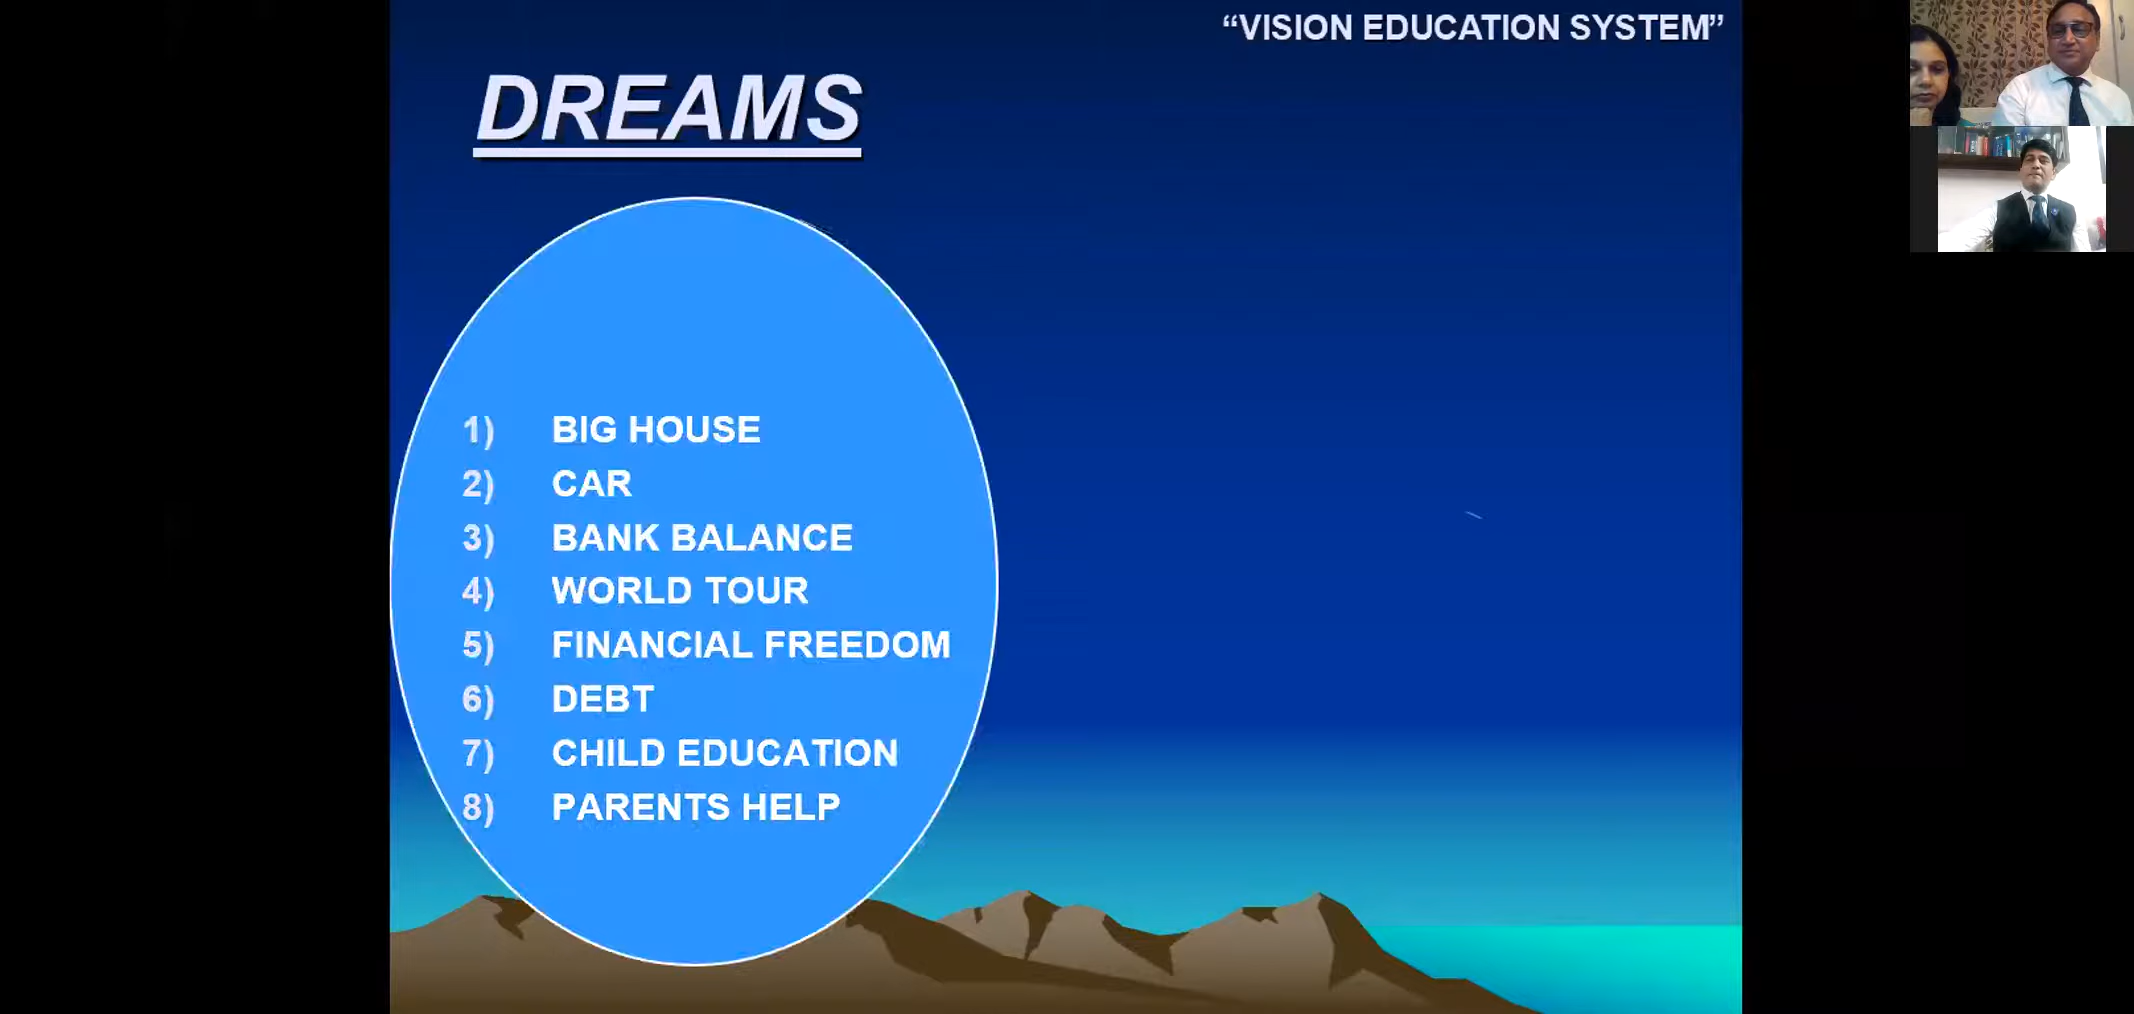 “VISION EDUCATION SYSTEM”
DREAMS
1) BIG HOUSE
2) CAR
3) BANK BALANCE
4) WORLD TOUR
5) FINANCIAL FREEDOM
6) DEBT
7) CHILD EDUCATION
8) PARENTS HELP